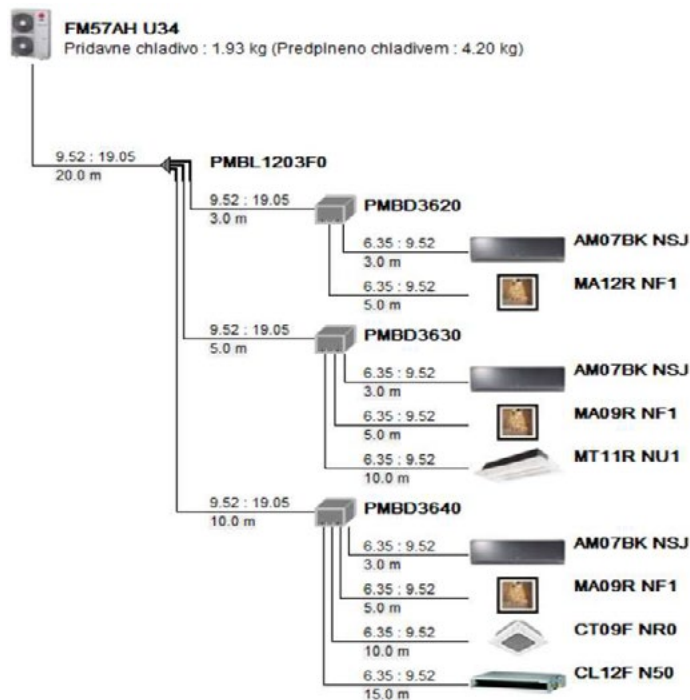 FM57AH U34
Pridavne chladivo : 1.93 kg (Predplneno chladivem : 4.20 kg)
9.52 : 19.05
20.0 m
PMBL1203F0
9.52 : 19.05
3.0 m
PMBD3620
6.35 : 9.52
3.0 m
AM07BK NSJ
6.35 : 9.52
5.0 m
MA12R NF1
9.52 : 19.05
5.0 m
PMBD3630
6.35 : 9.52
3.0 m
AM07BK NSJ
6.35 : 9.52
5.0 m
MA09R NF1
6.35 : 9.52
10.0 m
MT11R NU1
9.52 : 19.05
10.0 m
PMBD3640
6.35 : 9.52
3.0 m
AM07BK NSJ
6.35 : 9.52
5.0 m
MA09R NF1
6.35 : 9.52
10.0 m
CT09F NR0
6.35 : 9.52
15.0 m
CL12F N50